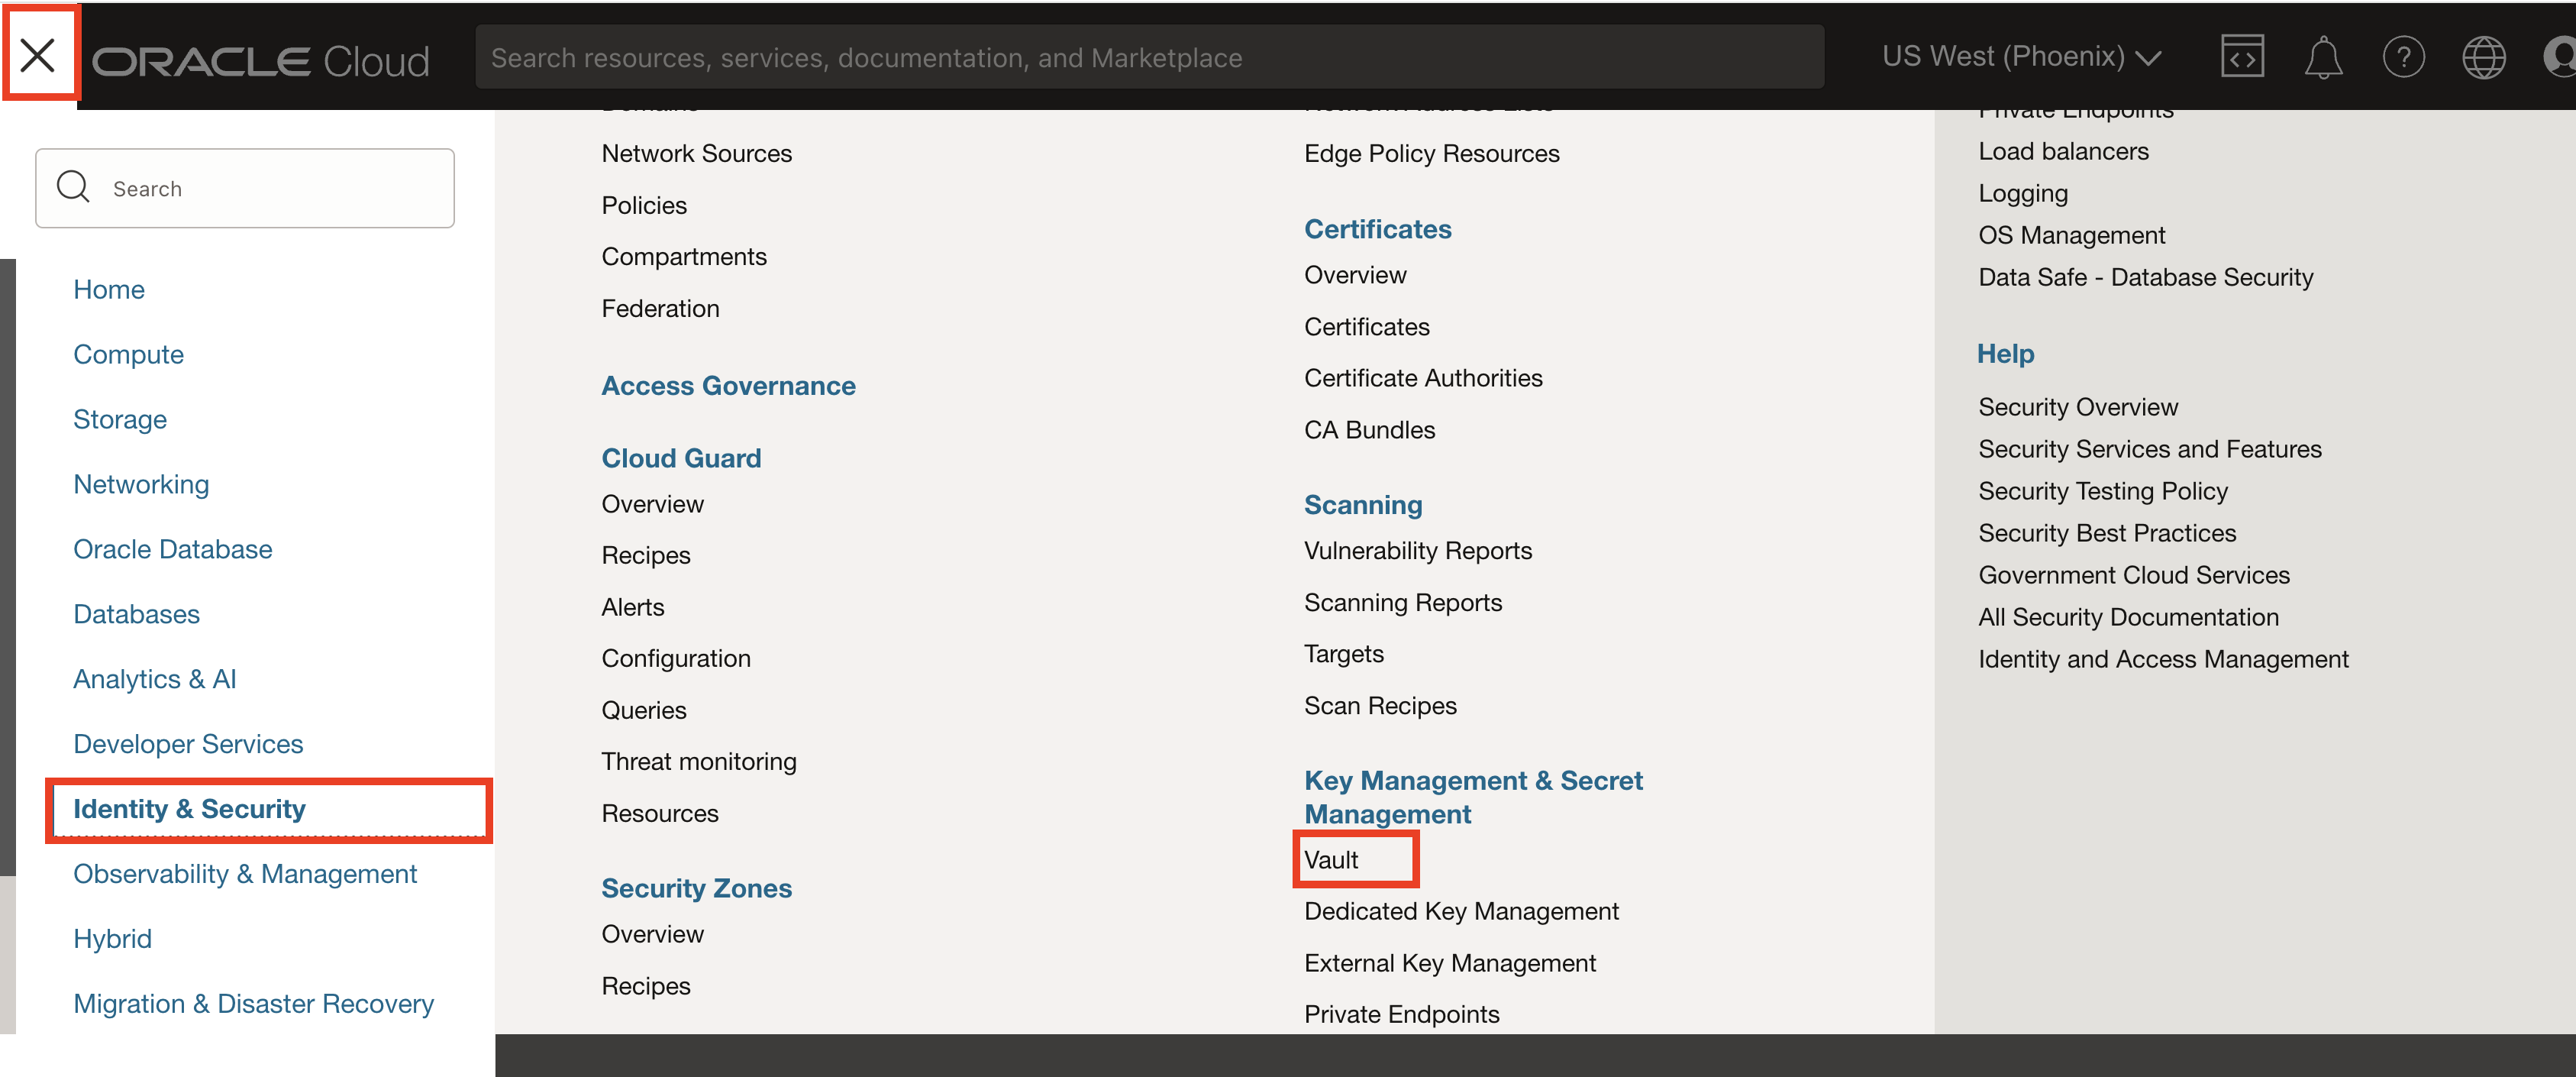 ORACLE Cloud
Search resources, services, documentation, and Marketplace
US West (Phoenix)
Search
Home
Compute
Storage
Networking
Oracle Database
Databases
Analytics & AI
Developer Services
Identity & Security
Observability & Management
Hybrid
Migration & Disaster Recovery
Domains
Network Sources
Policies
Compartments
Federation
Access Governance
Cloud Guard
Overview
Recipes
Alerts
Configuration
Queries
Threat monitoring
Resources
Security Zones
Overview
Recipes
Network Address Lists
Edge Policy Resources
Certificates
Overview
Certificates
Certificate Authorities
CA Bundles
Scanning
Vulnerability Reports
Scanning Reports
Targets
Scan Recipes
Key Management & Secret
Management
Vault
Dedicated Key Management
External Key Management
Private Endpoints
Private Endpoints
Load balancers
Logging
OS Management
Data Safe - Database Security
Help
Security Overview
Security Services and Features
Security Testing Policy
Security Best Practices
Government Cloud Services
All Security Documentation
Identity and Access Management